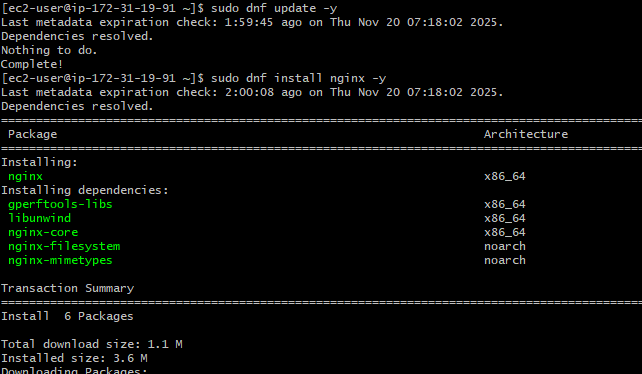 [ec2-user@ip-172-31-19-91 ~]$ sudo dnf update -y
Last metadata expiration check: 1:59:45 ago on Thu Nov 20 07:18:02 2025.
Dependencies resolved.
Nothing to do.
Complete!
[ec2-user@ip-172-31-19-91 ~]$ sudo dnf install nginx -y
Last metadata expiration check: 2:00:08 ago on Thu Nov 20 07:18:02 2025.
Dependencies resolved.
Package Architecture
Installing:
nginx x86_64
Installing dependencies:
gperftools-libs x86_64
libunwind x86_64
nginx-core x86_64
nginx-filesystem noarch
nginx-mimetypes noarch
Transaction Summary
Install  6 Packages
Total download size: 1.1 M
Installed size: 3.6 M
Downloading Packages: